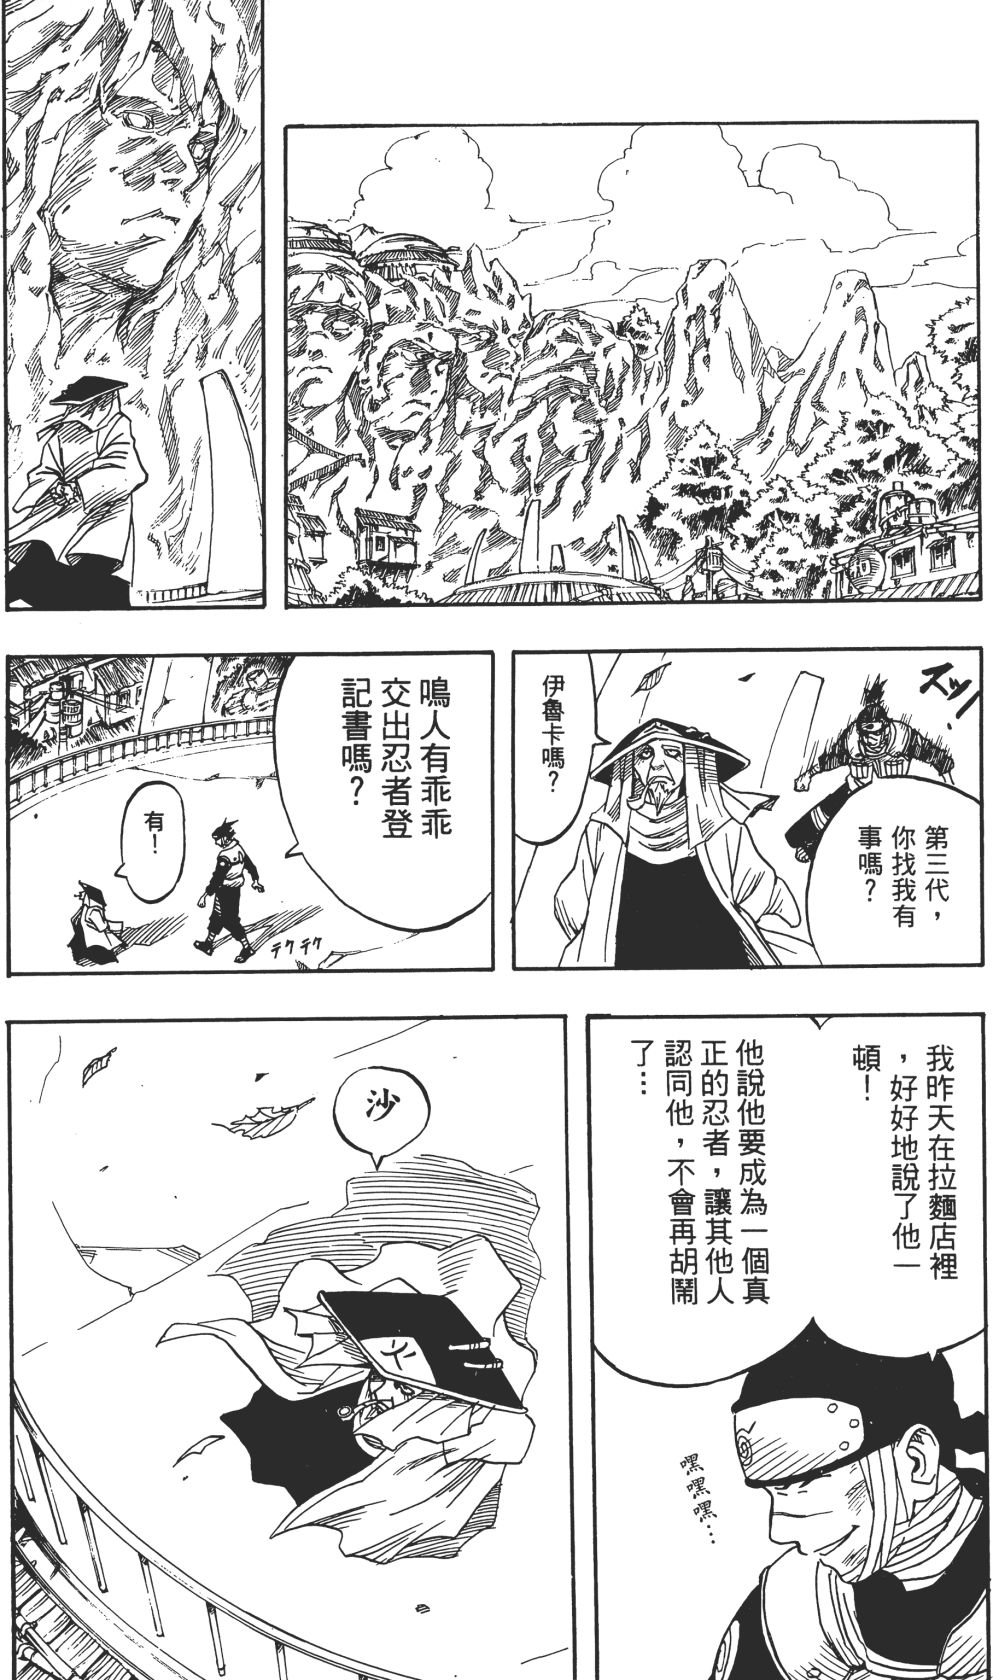 スッ
伊魯卡嗎？
第三代，
你找我有
事嗎？
鳴人有乖乖
交出忍者登
記書嗎？
有！
テクテク
我昨天在拉麵店裡
，好好地說了他一
頓！
他說他要成為一個真
正的忍者，讓其他人
認同他，不會再胡鬧
了…
嘿嘿嘿…
沙